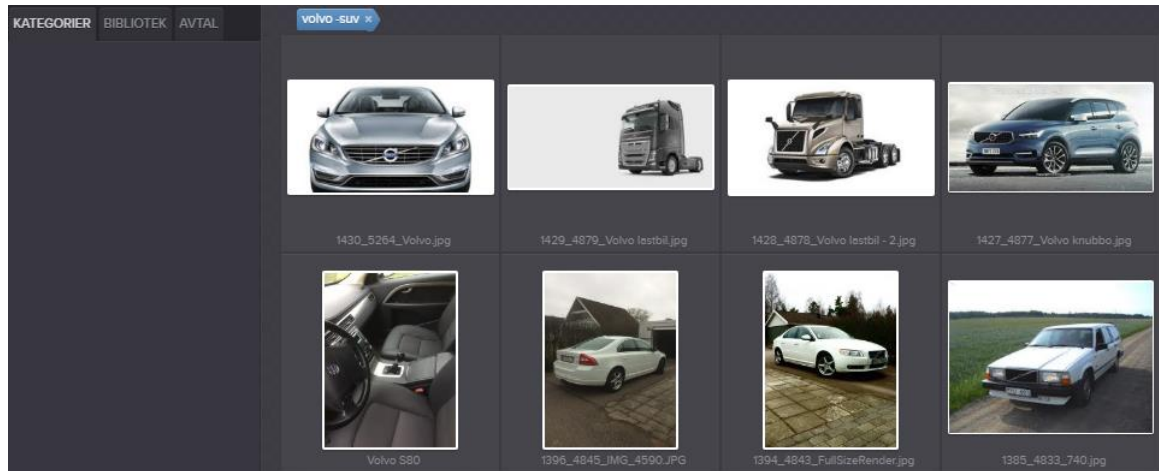 KATEGORIER BIBLIOTEK AVTAL
volvo -suv ×
1430_5264_Volvo.jpg
1429_4879_Volvo lastbil.jpg
1428_4878_Volvo lastbil - 2.jpg
1427_4877_Volvo knubbo.jpg
Volvo S80
1396_4845_IMG_4590.JPG
1394_4843_FullSizeRender.jpg
1385_4833_740.jpg